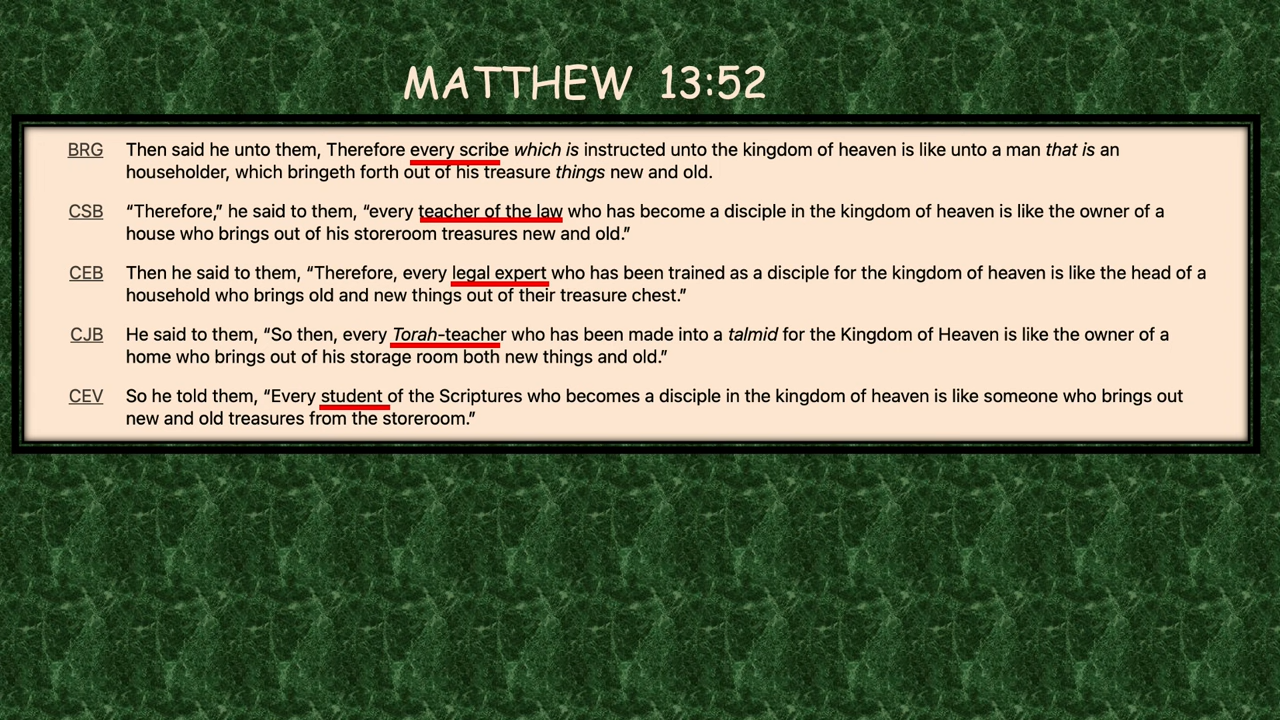 MATTHEW 13:52
BRG Then said he unto them, Therefore every scribe which is instructed unto the kingdom of heaven is like unto a man that is an
householder, which bringeth forth out of his treasure things new and old.
CSB “Therefore,” he said to them, “every teacher of the law who has become a disciple in the kingdom of heaven is like the owner of a
house who brings out of his storeroom treasures new and old.”
CEB Then he said to them, “Therefore, every legal expert who has been trained as a disciple for the kingdom of heaven is like the head of a
household who brings old and new things out of their treasure chest.”
CJB He said to them, “So then, every Torah-teacher who has been made into a talmid for the Kingdom of Heaven is like the owner of a
home who brings out of his storage room both new things and old.”
CEV So he told them, “Every student of the Scriptures who becomes a disciple in the kingdom of heaven is like someone who brings out
new and old treasures from the storeroom.”